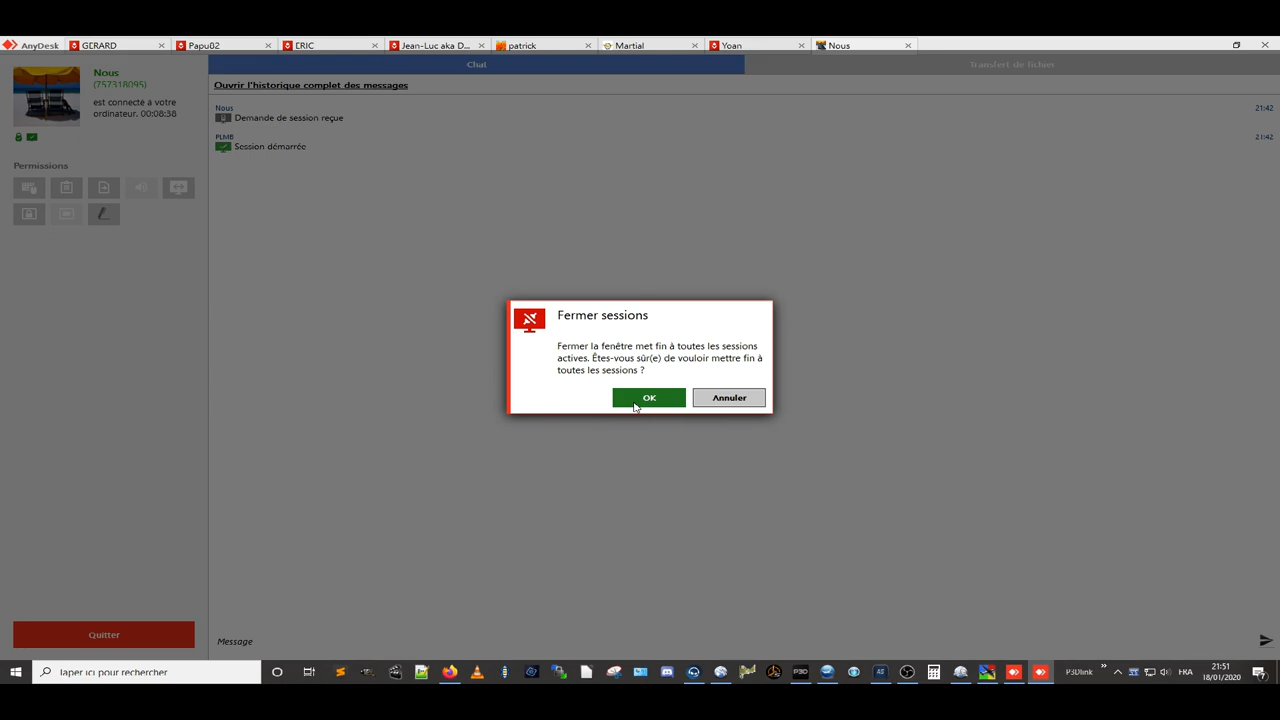 AnyDesk GERARD Papu02 ERIC Jean-Luc aka D... patrick Martial Yoan Nous
Nous
(757318095)
est connecté à votre
ordinateur. 00:08:38
Permissions
Quitter
Chat Transfert de fichier
Ouvrir l'historique complet des messages
Nous 21:42
Demande de session reçue
PLMB 21:42
Session démarrée
Fermer sessions
Fermer la fenêtre met fin à toutes les sessions
actives. Êtes-vous sûr(e) de vouloir mettre fin à
toutes les sessions ?
OK Annuler
Message
Taper ici pour rechercher P3D P3Dlink FR 21:51
18/01/2020